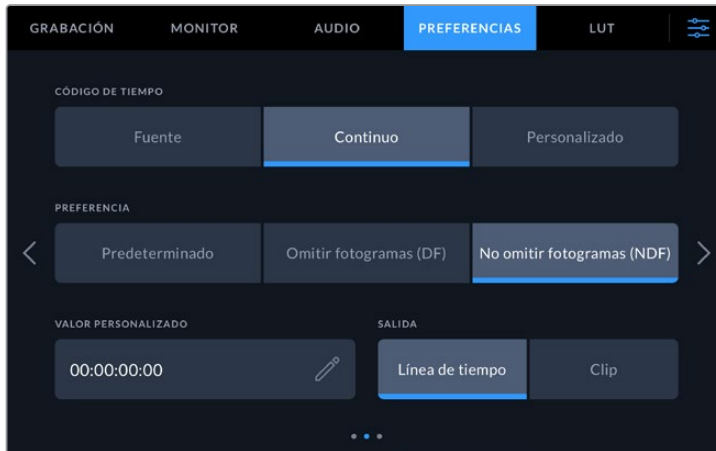 GRABACIÓN MONITOR AUDIO PREFERENCIAS LUT
CÓDIGO DE TIEMPO
Fuente Continuo Personalizado
PREFERENCIA
Predeterminado Omitir fotogramas (DF) No omitir fotogramas (NDF)
VALOR PERSONALIZADO SALIDA
00:00:00:00 Línea de tiempo Clip